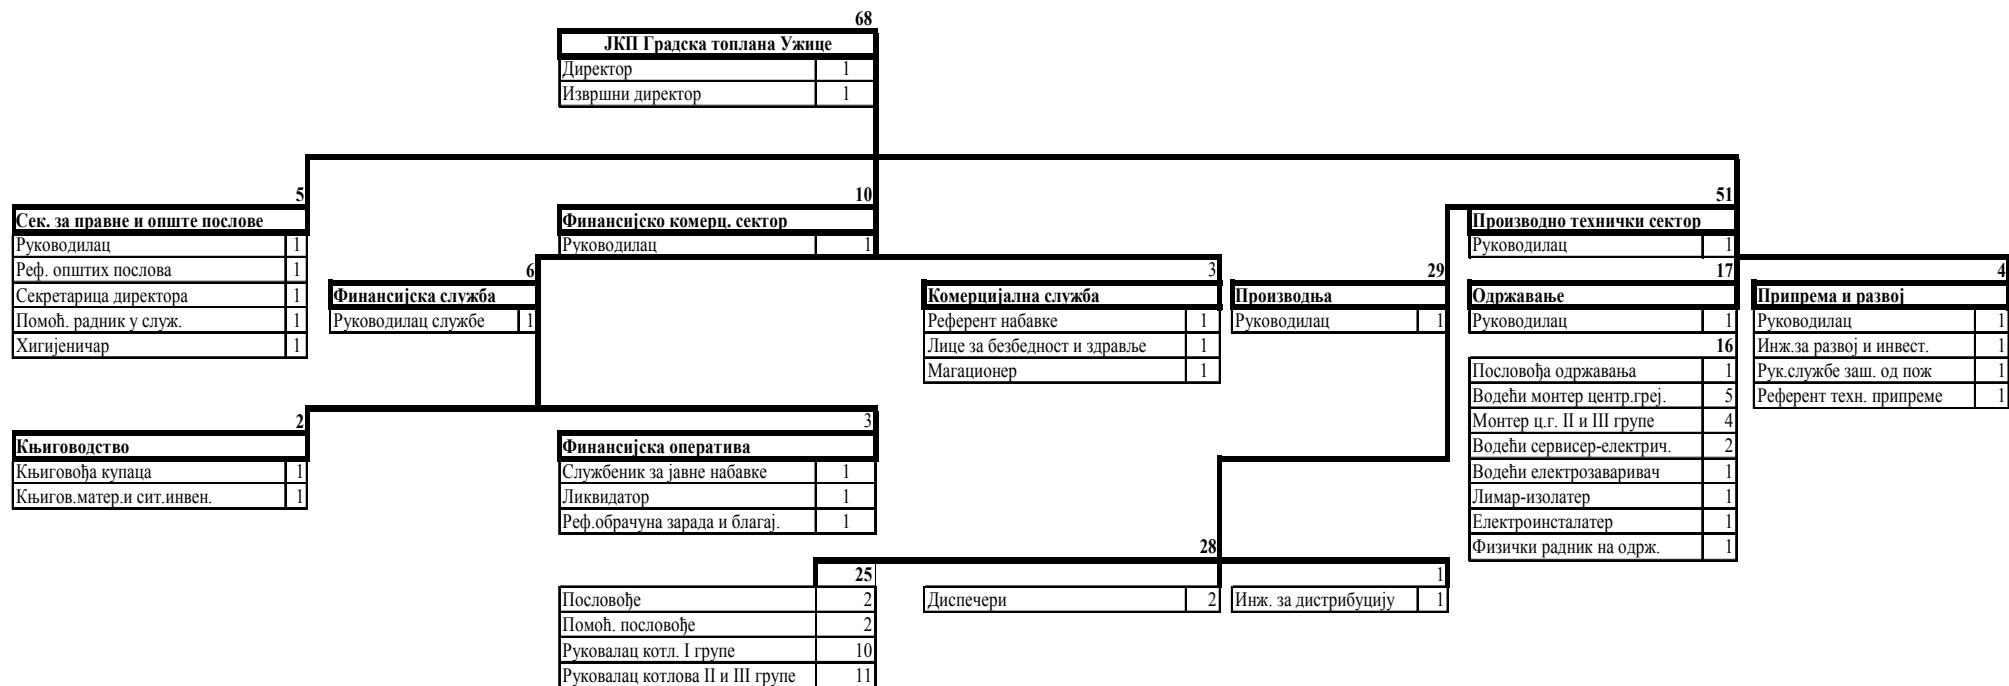 68
ЈКП Градска топлана Ужице
Директор 1
Извршни директор 1
5
Сек. за правне и опште послове
Руководилац 1
Реф. општих послова 1
Секретарица директора 1
Помоћ. радник у служ. 1
Хигијеничар 1
10
Финансијско комерц. сектор
Руководилац 1
6
Финансијска служба
Руководилац службе 1
3
Комерцијална служба
Референт набавке 1
Лице за безбедност и здравље 1
Магационер 1
2
Књиговодство
Књиговођа купаца 1
Књигов.матер.и сит.инвен. 1
3
Финансијска оператива
Службеник за јавне набавке 1
Ликвидатор 1
Реф.обрачуна зарада и благај. 1
51
Производно технички сектор
Руководилац 1
29
Производња
Руководилац 1
17
Одржавање
Руководилац 1
16
Пословођа одржавања 1
Водећи монтер центр.греј. 5
Монтер ц.г. II и III групе 4
Водећи сервисер-електрич. 2
Водећи електрозаваривач 1
Лимар-изолатер 1
Електроинсталатер 1
Физички радник на одрж. 1
4
Припрема и развој
Руководилац 1
Инж.за развој и инвест. 1
Рук.службе заш. од пож 1
Референт техн. припреме 1
28
25
Пословође 2
Помоћ. пословође 2
Руковалац котл. I групе 10
Руковалац котлова II и III групе 11
Диспечери 2
1
Инж. за дистрибуцију 1